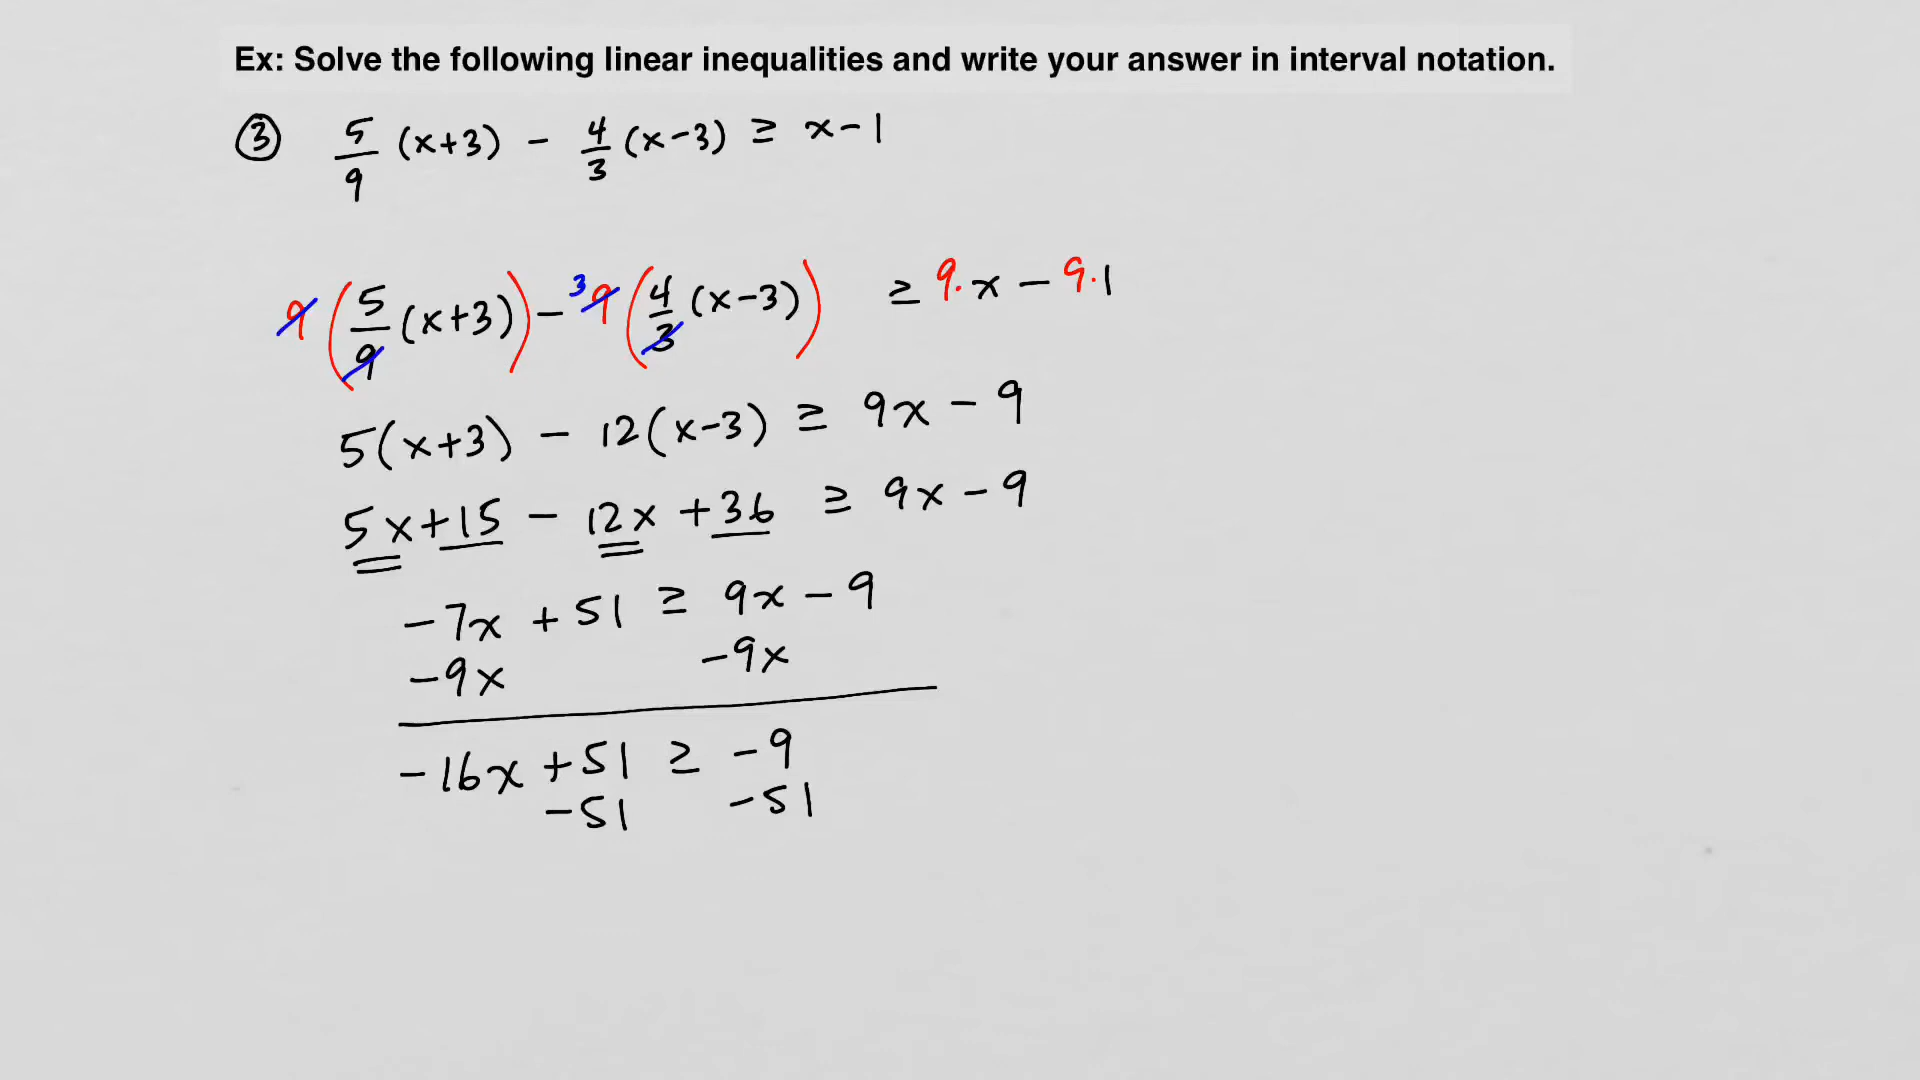 Ex: Solve the following linear inequalities and write your answer in interval notation.
③ 5/9 (x+3) - 4/3 (x-3) ≥ x-1
9(5/9 (x+3)) - ³9(4/3 (x-3)) ≥ 9·x - 9·1
5(x+3) - 12(x-3) ≥ 9x - 9
5x+15 - 12x +36 ≥ 9x - 9
-7x + 51 ≥ 9x - 9
-9x -9x
-16x +51 ≥ -9
-51 -51